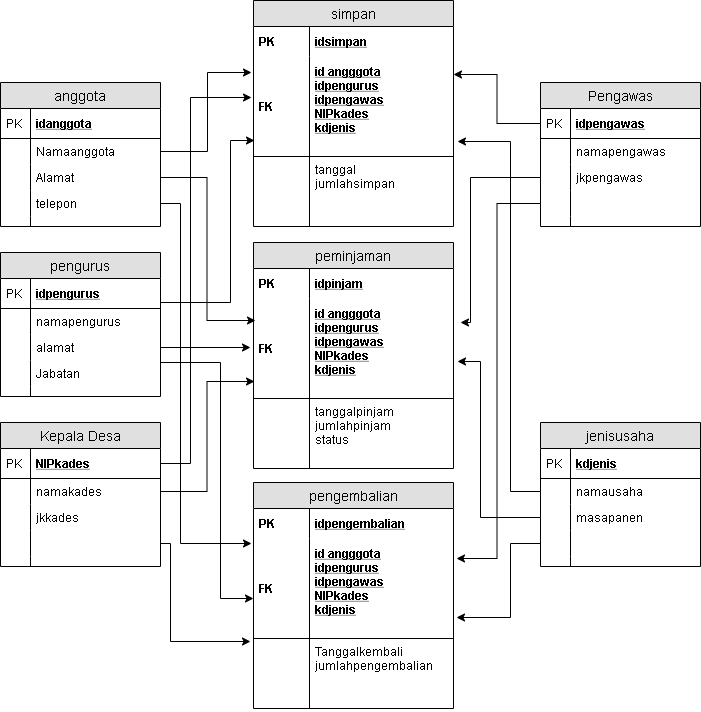 simpan
PK idsimpan
id angggota
idpengurus
idpengawas
FK
NIPkades
kdjenis
tanggal
jumlahsimpan
anggota
PK idanggota
Namaanggota
Alamat
telepon
Pengawas
PK idpengawas
namapengawas
jkpengawas
pengurus
PK idpengurus
namapengurus
alamat
Jabatan
peminjaman
PK idpinjam
id angggota
idpengurus
idpengawas
FK
NIPkades
kdjenis
tanggalpinjam
jumlahpinjam
status
Kepala Desa
PK NIPkades
namakades
jkkades
jenisusaha
PK kdjenis
namausaha
masapanen
pengembalian
PK idpengembalian
id angggota
idpengurus
idpengawas
FK
NIPkades
kdjenis
Tanggalkembali
jumlahpengembalian